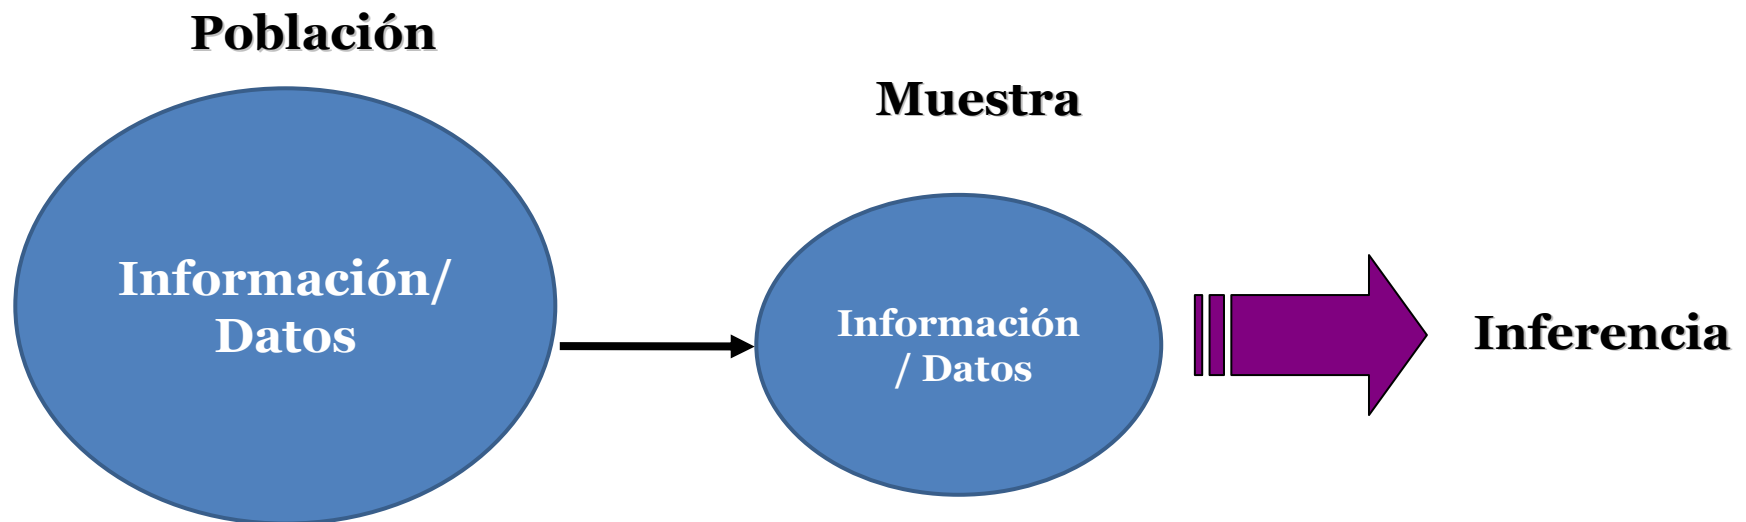 Población
Muestra
Información/
Datos
Información
/ Datos
Inferencia